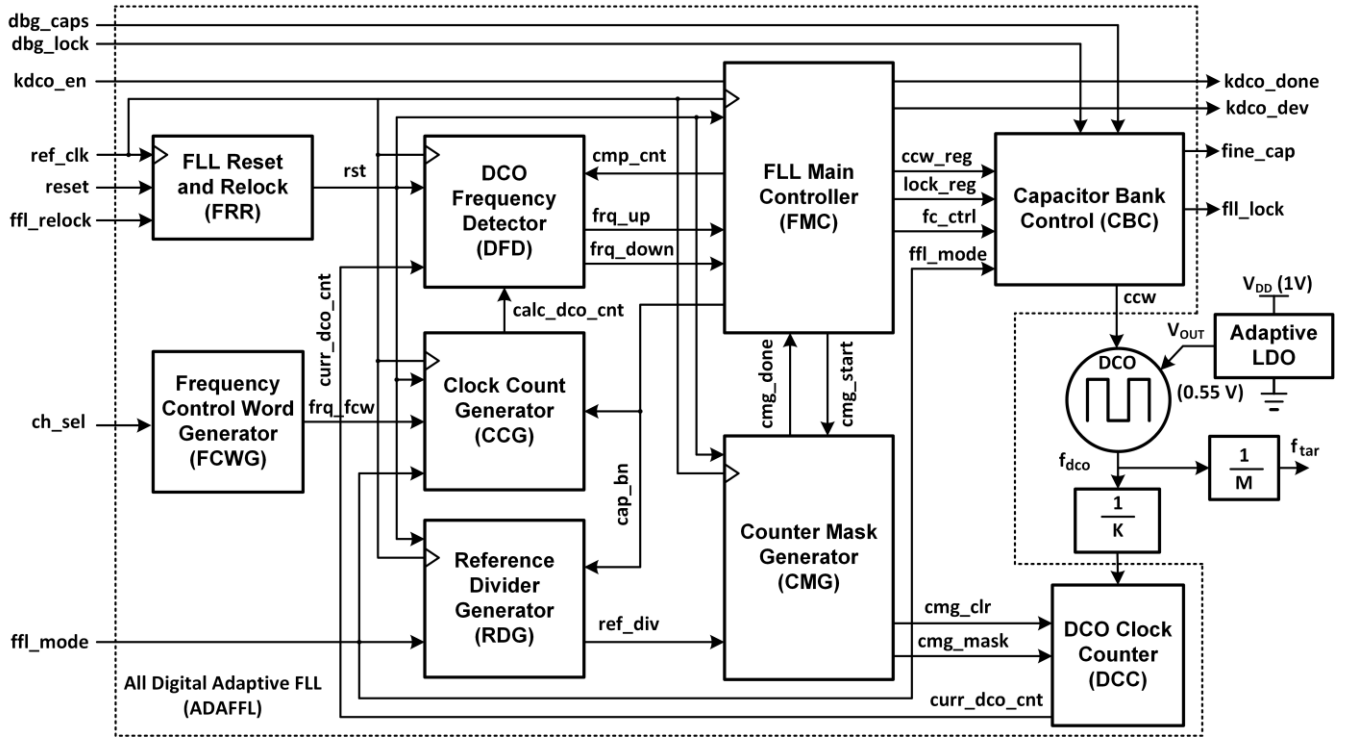 dbg_caps
dbg_lock
kdco_en
kdco_done
kdco_dev
ref_clk
reset
ffl_relock
FLL Reset
and Relock
(FRR)
rst
DCO
Frequency
Detector
(DFD)
cmp_cnt
frq_up
frq_down
FLL Main
Controller
(FMC)
ccw_reg
lock_reg
fc_ctrl
ffl_mode
Capacitor Bank
Control (CBC)
fine_cap
fll_lock
curr_dco_cnt
calc_dco_cnt
ccw
V_DD (1V)
Adaptive
LDO
V_OUT
(0.55 V)
DCO
ch_sel
Frequency
Control Word
Generator
(FCWG)
frq_fcw
Clock Count
Generator
(CCG)
cap_bn
cmg_done
cmg_start
f_dco
1
M
f_tar
1
K
Reference
Divider
Generator
(RDG)
ref_div
Counter Mask
Generator
(CMG)
cmg_clr
cmg_mask
DCO Clock
Counter
(DCC)
ffl_mode
curr_dco_cnt
All Digital Adaptive FLL
(ADAFFL)